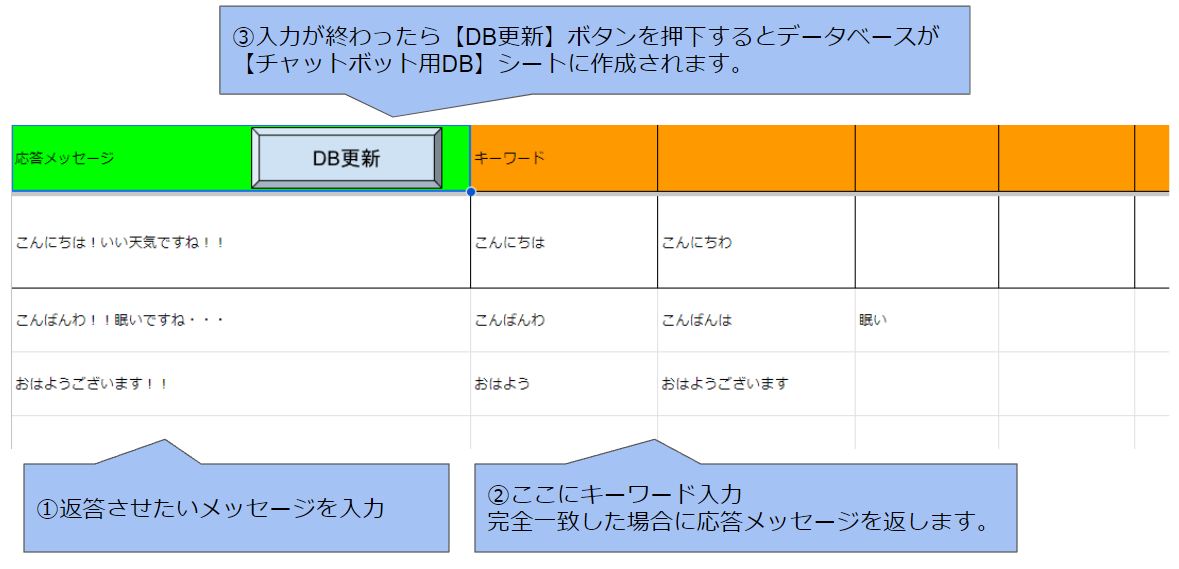 ③入力が終わったら【DB更新】ボタンを押下するとデータベースが
【チャットボット用DB】シートに作成されます。
応答メッセージ
DB更新
キーワード
こんにちは！いい天気ですね！！
こんにちは
こんにちわ
こんばんわ！！眠いですね・・・
こんばんわ
こんばんは
眠い
おはようございます！！
おはよう
おはようございます
①返答させたいメッセージを入力
②ここにキーワード入力
完全一致した場合に応答メッセージを返します。